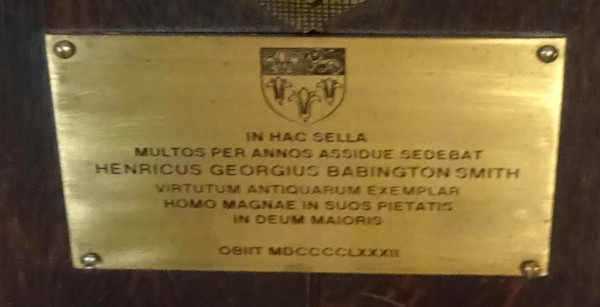 IN HAC SELLA
MULTOS PER ANNOS ASSIDUE SEDEBAT
HENRICUS GEORGIUS BABINGTON SMITH
VIRTUTUM ANTIQUARUM EXEMPLAR
HOMO MAGNAE IN SUOS PIETATIS
IN DEUM MAIORIS
OBIIT MDCCCCLXXXII